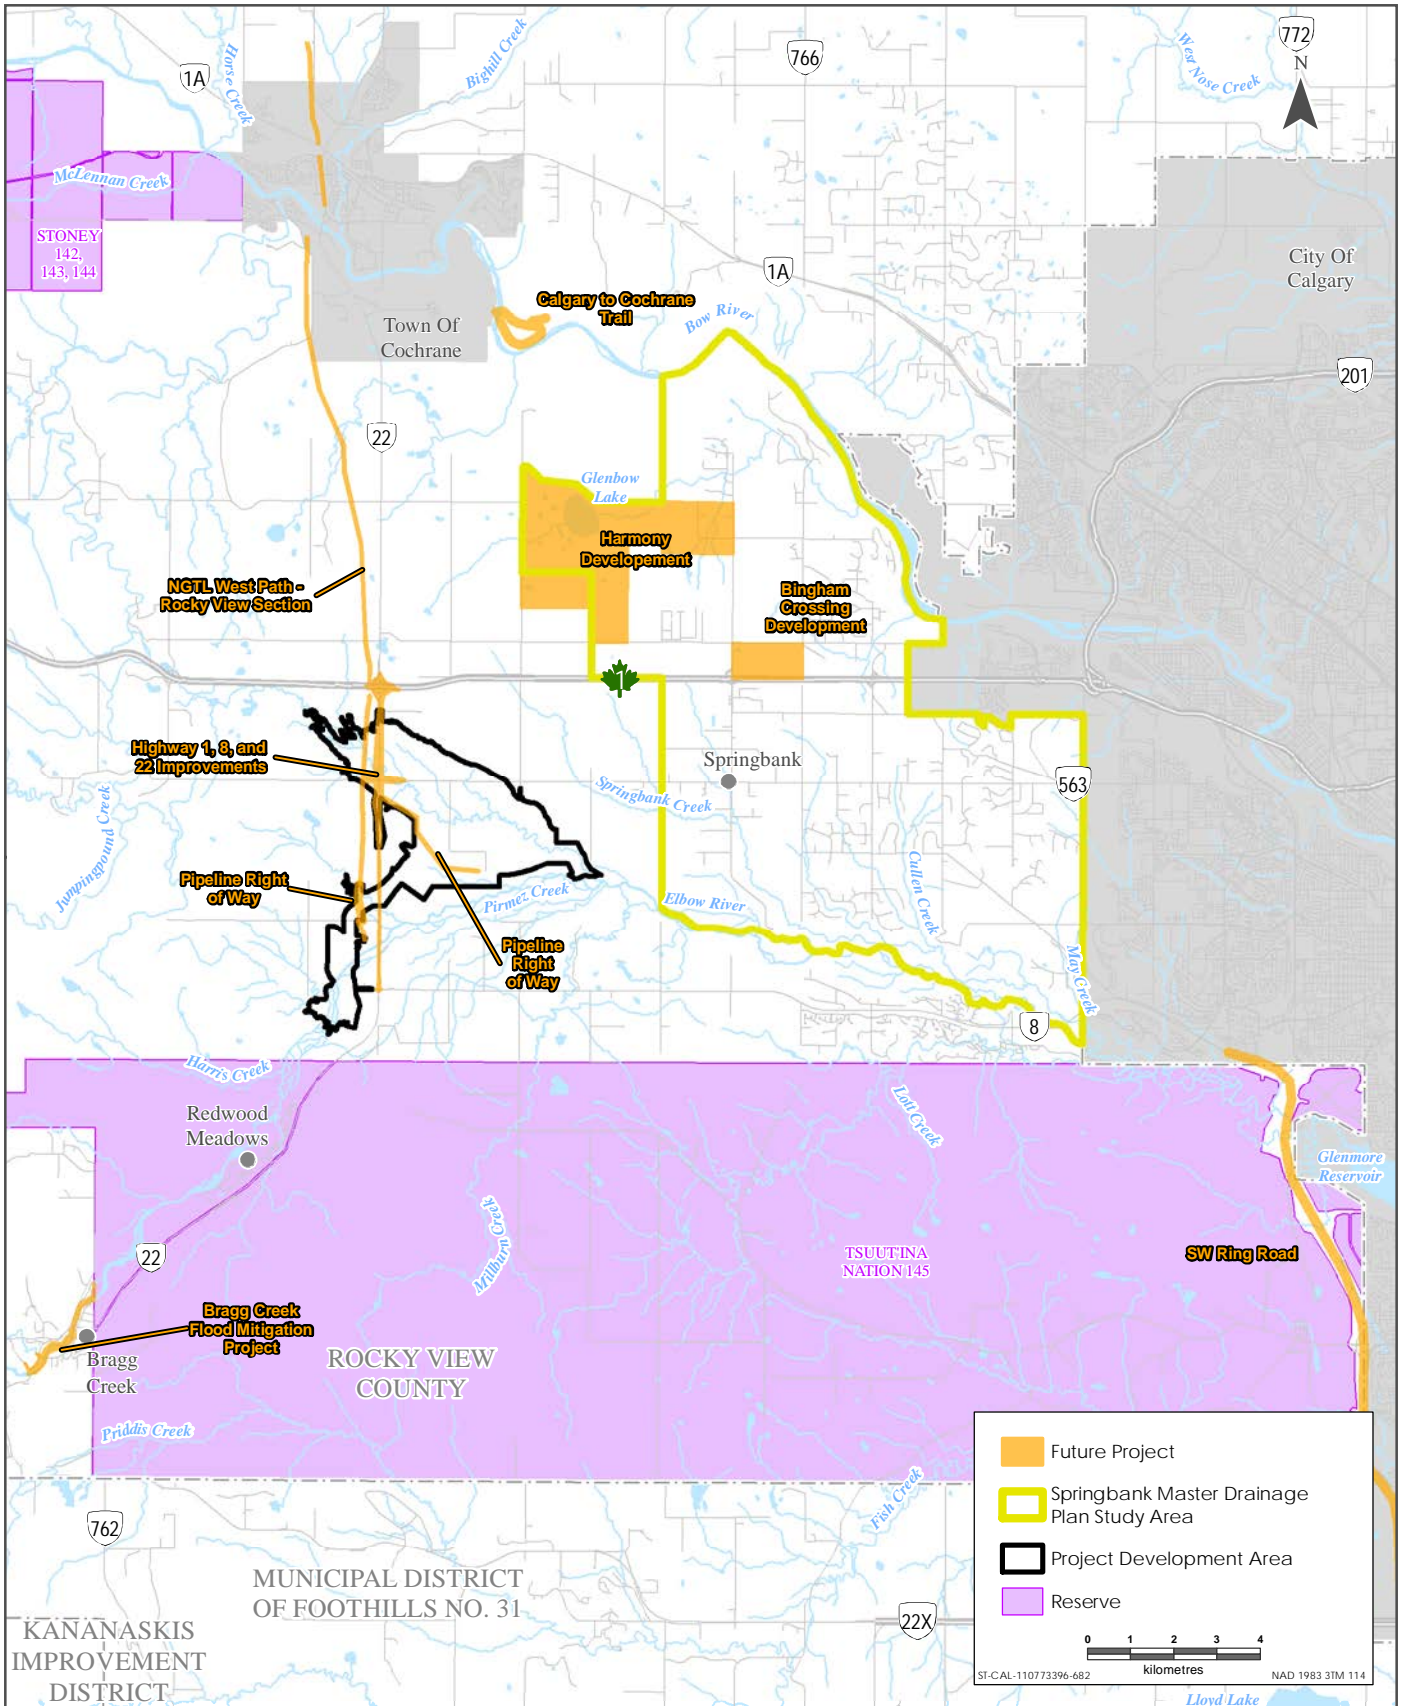 772
N
766
1A
Horse Creek
Bighill Creek
West Nose Creek
McLennan Creek
STONEY
142,
143, 144
City Of
Calgary
1A
Calgary to Cochrane
Trail
Bow River
Town Of
Cochrane
201
22
Glenbow
Lake
Harmony
Developement
NGTL West Path -
Rocky View Section
Bingham
Crossing
Development
1
Highway 1, 8, and
22 Improvements
Springbank
563
Springbank Creek
Jumpingpound Creek
Cullen Creek
Pipeline Right
of Way
Pirmez Creek
Elbow River
Pipeline
Right
of Way
May Creek
8
Harris Creek
Redwood
Meadows
Lott Creek
Glenmore
Reservoir
Millburn Creek
22
TSUUT'INA
NATION 145
SW Ring Road
Bragg Creek
Flood Mitigation
Project
Bragg
Creek
ROCKY VIEW
COUNTY
Priddis Creek
Fish Creek
762
MUNICIPAL DISTRICT
OF FOOTHILLS NO. 31
22X
KANANASKIS
IMPROVEMENT
DISTRICT
Future Project
Springbank Master Drainage
Plan Study Area
Project Development Area
Reserve
0 1 2 3 4
kilometres
ST-CAL-110773396-682
NAD 1983 3TM 114
Lloyd Lake